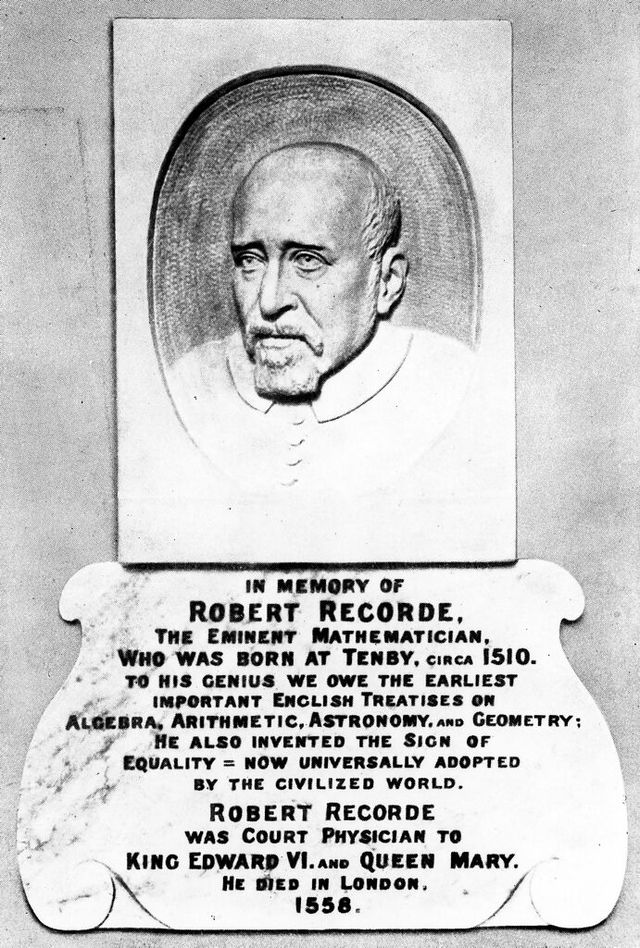 IN MEMORY OF
ROBERT RECORDE,
THE EMINENT MATHEMATICIAN,
WHO WAS BORN AT TENBY, CIRCA 1510.
TO HIS GENIUS WE OWE THE EARLIEST
IMPORTANT ENGLISH TREATISES ON
ALGEBRA, ARITHMETIC, ASTRONOMY, AND GEOMETRY;
HE ALSO INVENTED THE SIGN OF
EQUALITY = NOW UNIVERSALLY ADOPTED
BY THE CIVILIZED WORLD.
ROBERT RECORDE
WAS COURT PHYSICIAN TO
KING EDWARD VI. AND QUEEN MARY.
HE DIED IN LONDON,
1558.